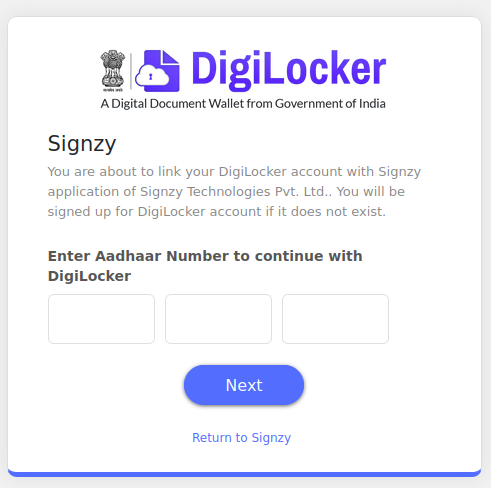 DigiLocker
A Digital Document Wallet from Government of India
Signzy
You are about to link your DigiLocker account with Signzy
application of Signzy Technologies Pvt. Ltd.. You will be
signed up for DigiLocker account if it does not exist.
Enter Aadhaar Number to continue with
DigiLocker
Next
Return to Signzy